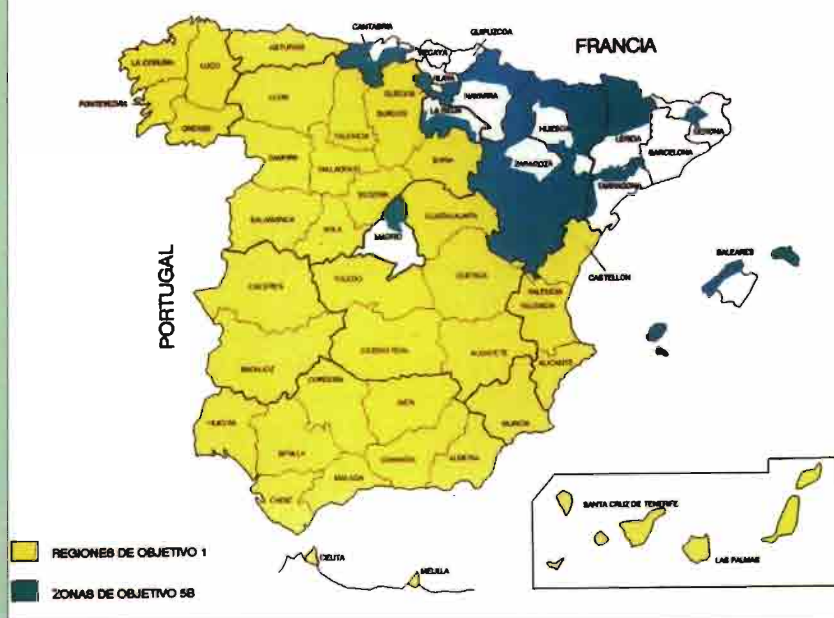 CANTABRIA
GUIPUZCOA
FRANCIA
VIZCAYA
ASTURIAS
LA CORUÑA
LUGO
ALAVA
NAVARRA
PONTEVEDRA
LEON
BURGOS
LA RIOJA
HUESCA
LERIDA
GERONA
ORENSE
PALENCIA
BARCELONA
ZAMORA
VALLADOLID
SORIA
ZARAGOZA
TARRAGONA
SEGOVIA
SALAMANCA
AVILA
GUADALAJARA
MADRID
BALEARES
PORTUGAL
CACERES
TOLEDO
CUENCA
CASTELLON
VALENCIA
VALENCIA
BADAJOZ
CIUDAD REAL
ALBACETE
ALICANTE
CORDOBA
JAEN
MURCIA
HUELVA
SEVILLA
GRANADA
ALMERIA
MALAGA
CADIZ
SANTA CRUZ DE TENERIFE
LAS PALMAS
REGIONES DE OBJETIVO 1
CEUTA
MELILLA
ZONAS DE OBJETIVO 5B